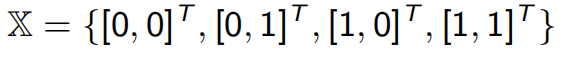 𝕏 = {[0, 0]ᵀ, [0, 1]ᵀ, [1, 0]ᵀ, [1, 1]ᵀ}